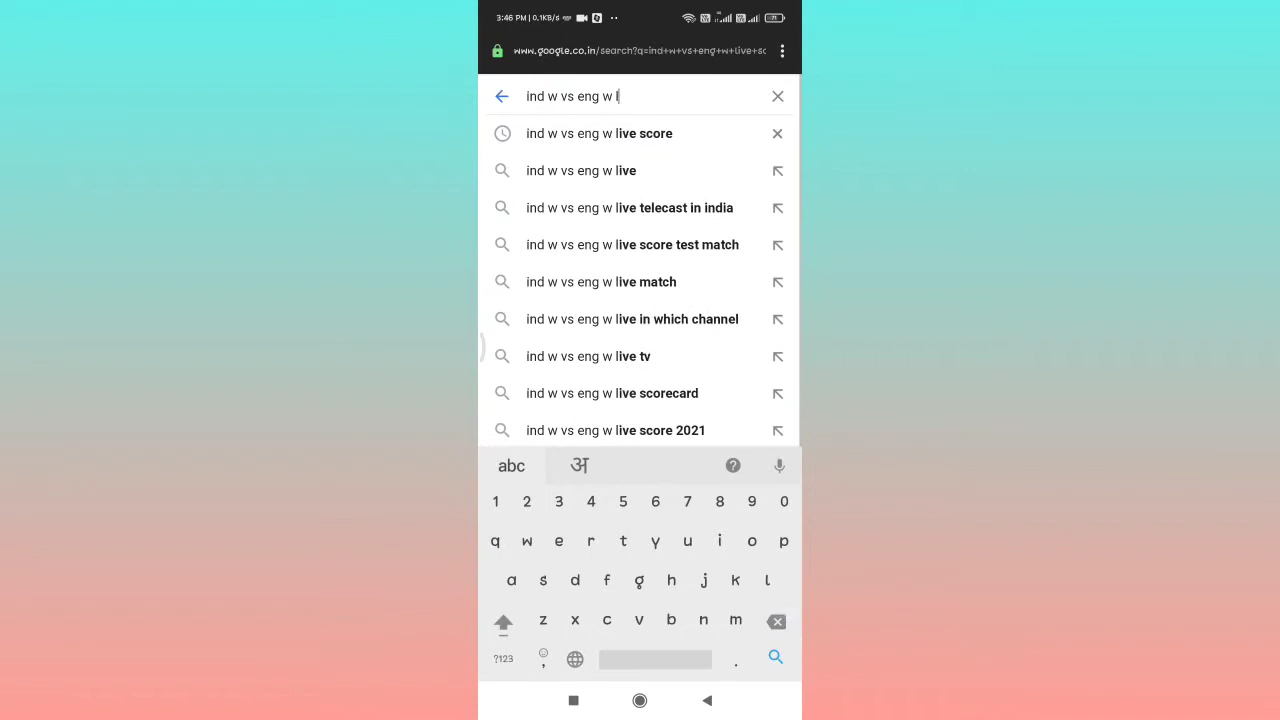 3:46 PM | 0.1KB/s
71
www.google.co.in/search?q=ind+w+vs+eng+w+live+sc
ind w vs eng w l
ind w vs eng w live score
ind w vs eng w live
ind w vs eng w live telecast in india
ind w vs eng w live score test match
ind w vs eng w live match
ind w vs eng w live in which channel
ind w vs eng w live tv
ind w vs eng w live scorecard
ind w vs eng w live score 2021
abc अ
1 2 3 4 5 6 7 8 9 0
q w e r t y u i o p
a s d f g h j k l
z x c v b n m
?123 , .